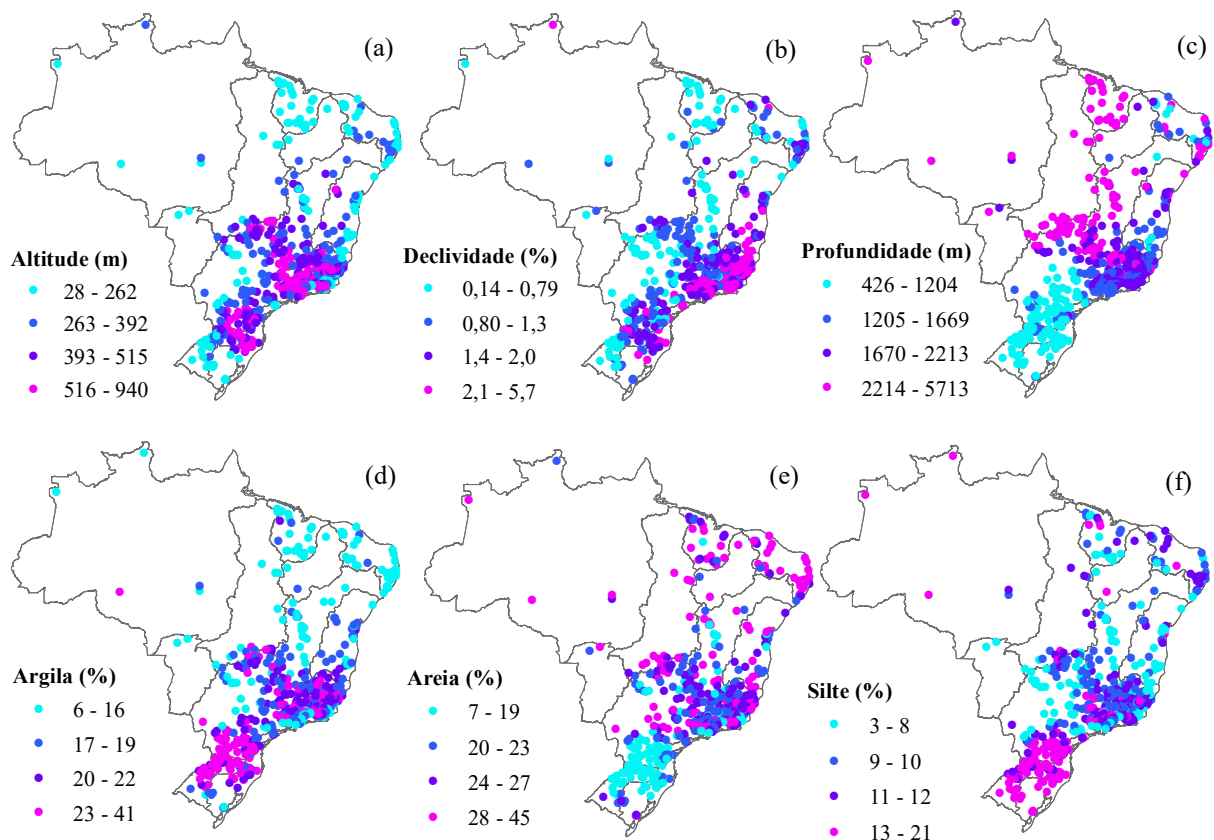 (a)
Altitude (m)
28 - 262
263 - 392
393 - 515
516 - 940
(b)
Declividade (%)
0,14 - 0,79
0,80 - 1,3
1,4 - 2,0
2,1 - 5,7
(c)
Profundidade (m)
426 - 1204
1205 - 1669
1670 - 2213
2214 - 5713
(d)
Argila (%)
6 - 16
17 - 19
20 - 22
23 - 41
(e)
Areia (%)
7 - 19
20 - 23
24 - 27
28 - 45
(f)
Silte (%)
3 - 8
9 - 10
11 - 12
13 - 21